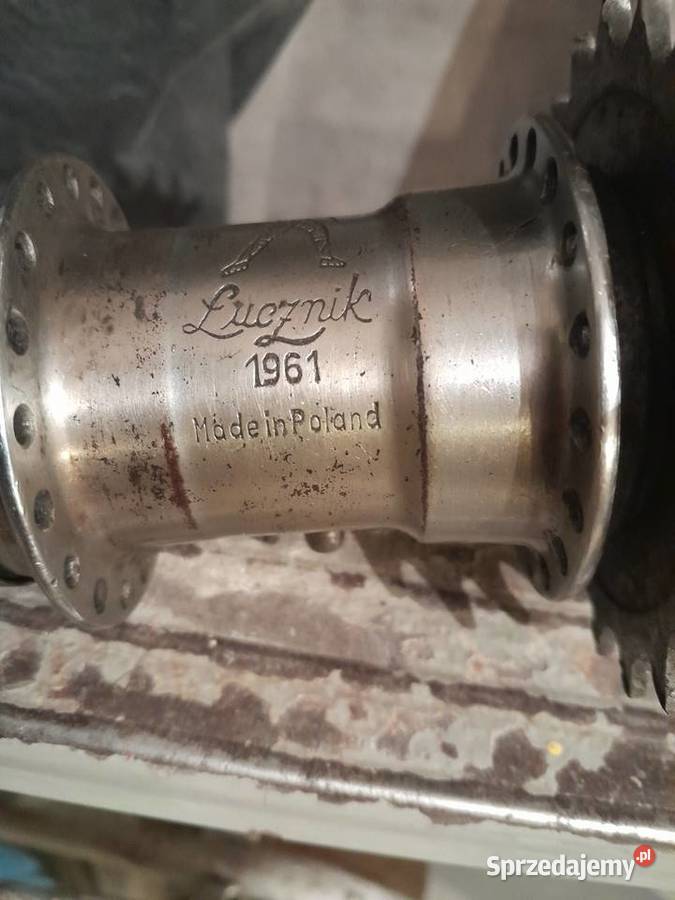 Łucznik
1961
Made in Poland
Sprzedajemy.pl